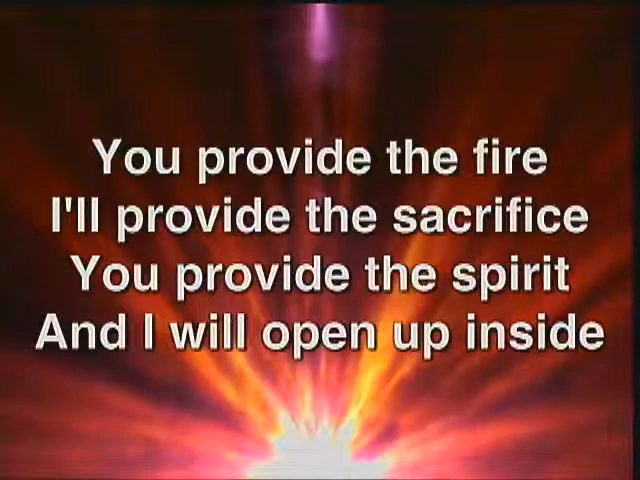 You provide the fire
I'll provide the sacrifice
You provide the spirit
And I will open up inside